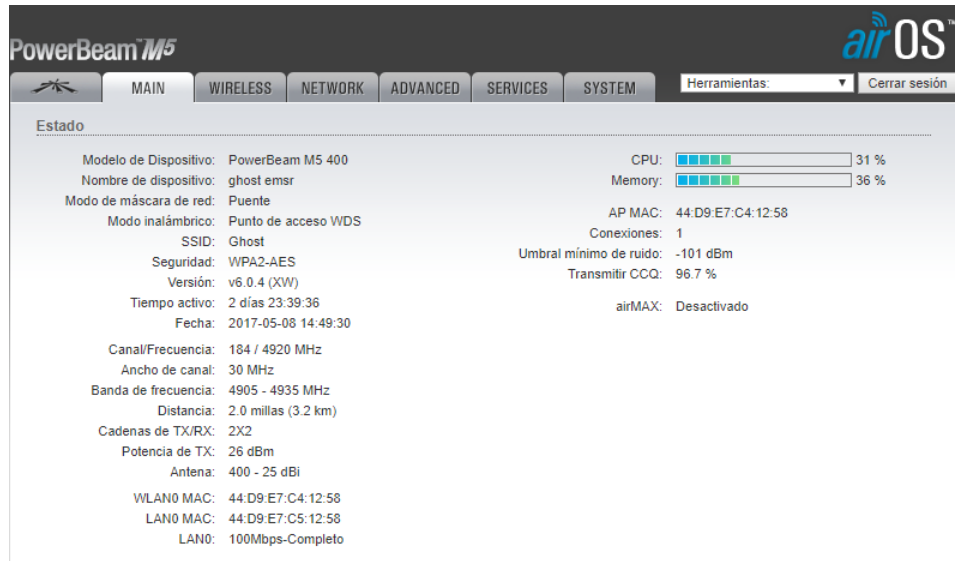 PowerBeam™M5
airOS™
MAIN
WIRELESS
NETWORK
ADVANCED
SERVICES
SYSTEM
Herramientas:
Cerrar sesión
Estado
Modelo de Dispositivo: PowerBeam M5 400
Nombre de dispositivo: ghost emsr
Modo de máscara de red: Puente
Modo inalámbrico: Punto de acceso WDS
SSID: Ghost
Seguridad: WPA2-AES
Versión: v6.0.4 (XW)
Tiempo activo: 2 días 23:39:36
Fecha: 2017-05-08 14:49:30
Canal/Frecuencia: 184 / 4920 MHz
Ancho de canal: 30 MHz
Banda de frecuencia: 4905 - 4935 MHz
Distancia: 2.0 millas (3.2 km)
Cadenas de TX/RX: 2X2
Potencia de TX: 26 dBm
Antena: 400 - 25 dBi
WLAN0 MAC: 44:D9:E7:C4:12:58
LAN0 MAC: 44:D9:E7:C5:12:58
LAN0: 100Mbps-Completo
CPU: 31 %
Memory: 36 %
AP MAC: 44:D9:E7:C4:12:58
Conexiones: 1
Umbral mínimo de ruido: -101 dBm
Transmitir CCQ: 96.7 %
airMAX: Desactivado